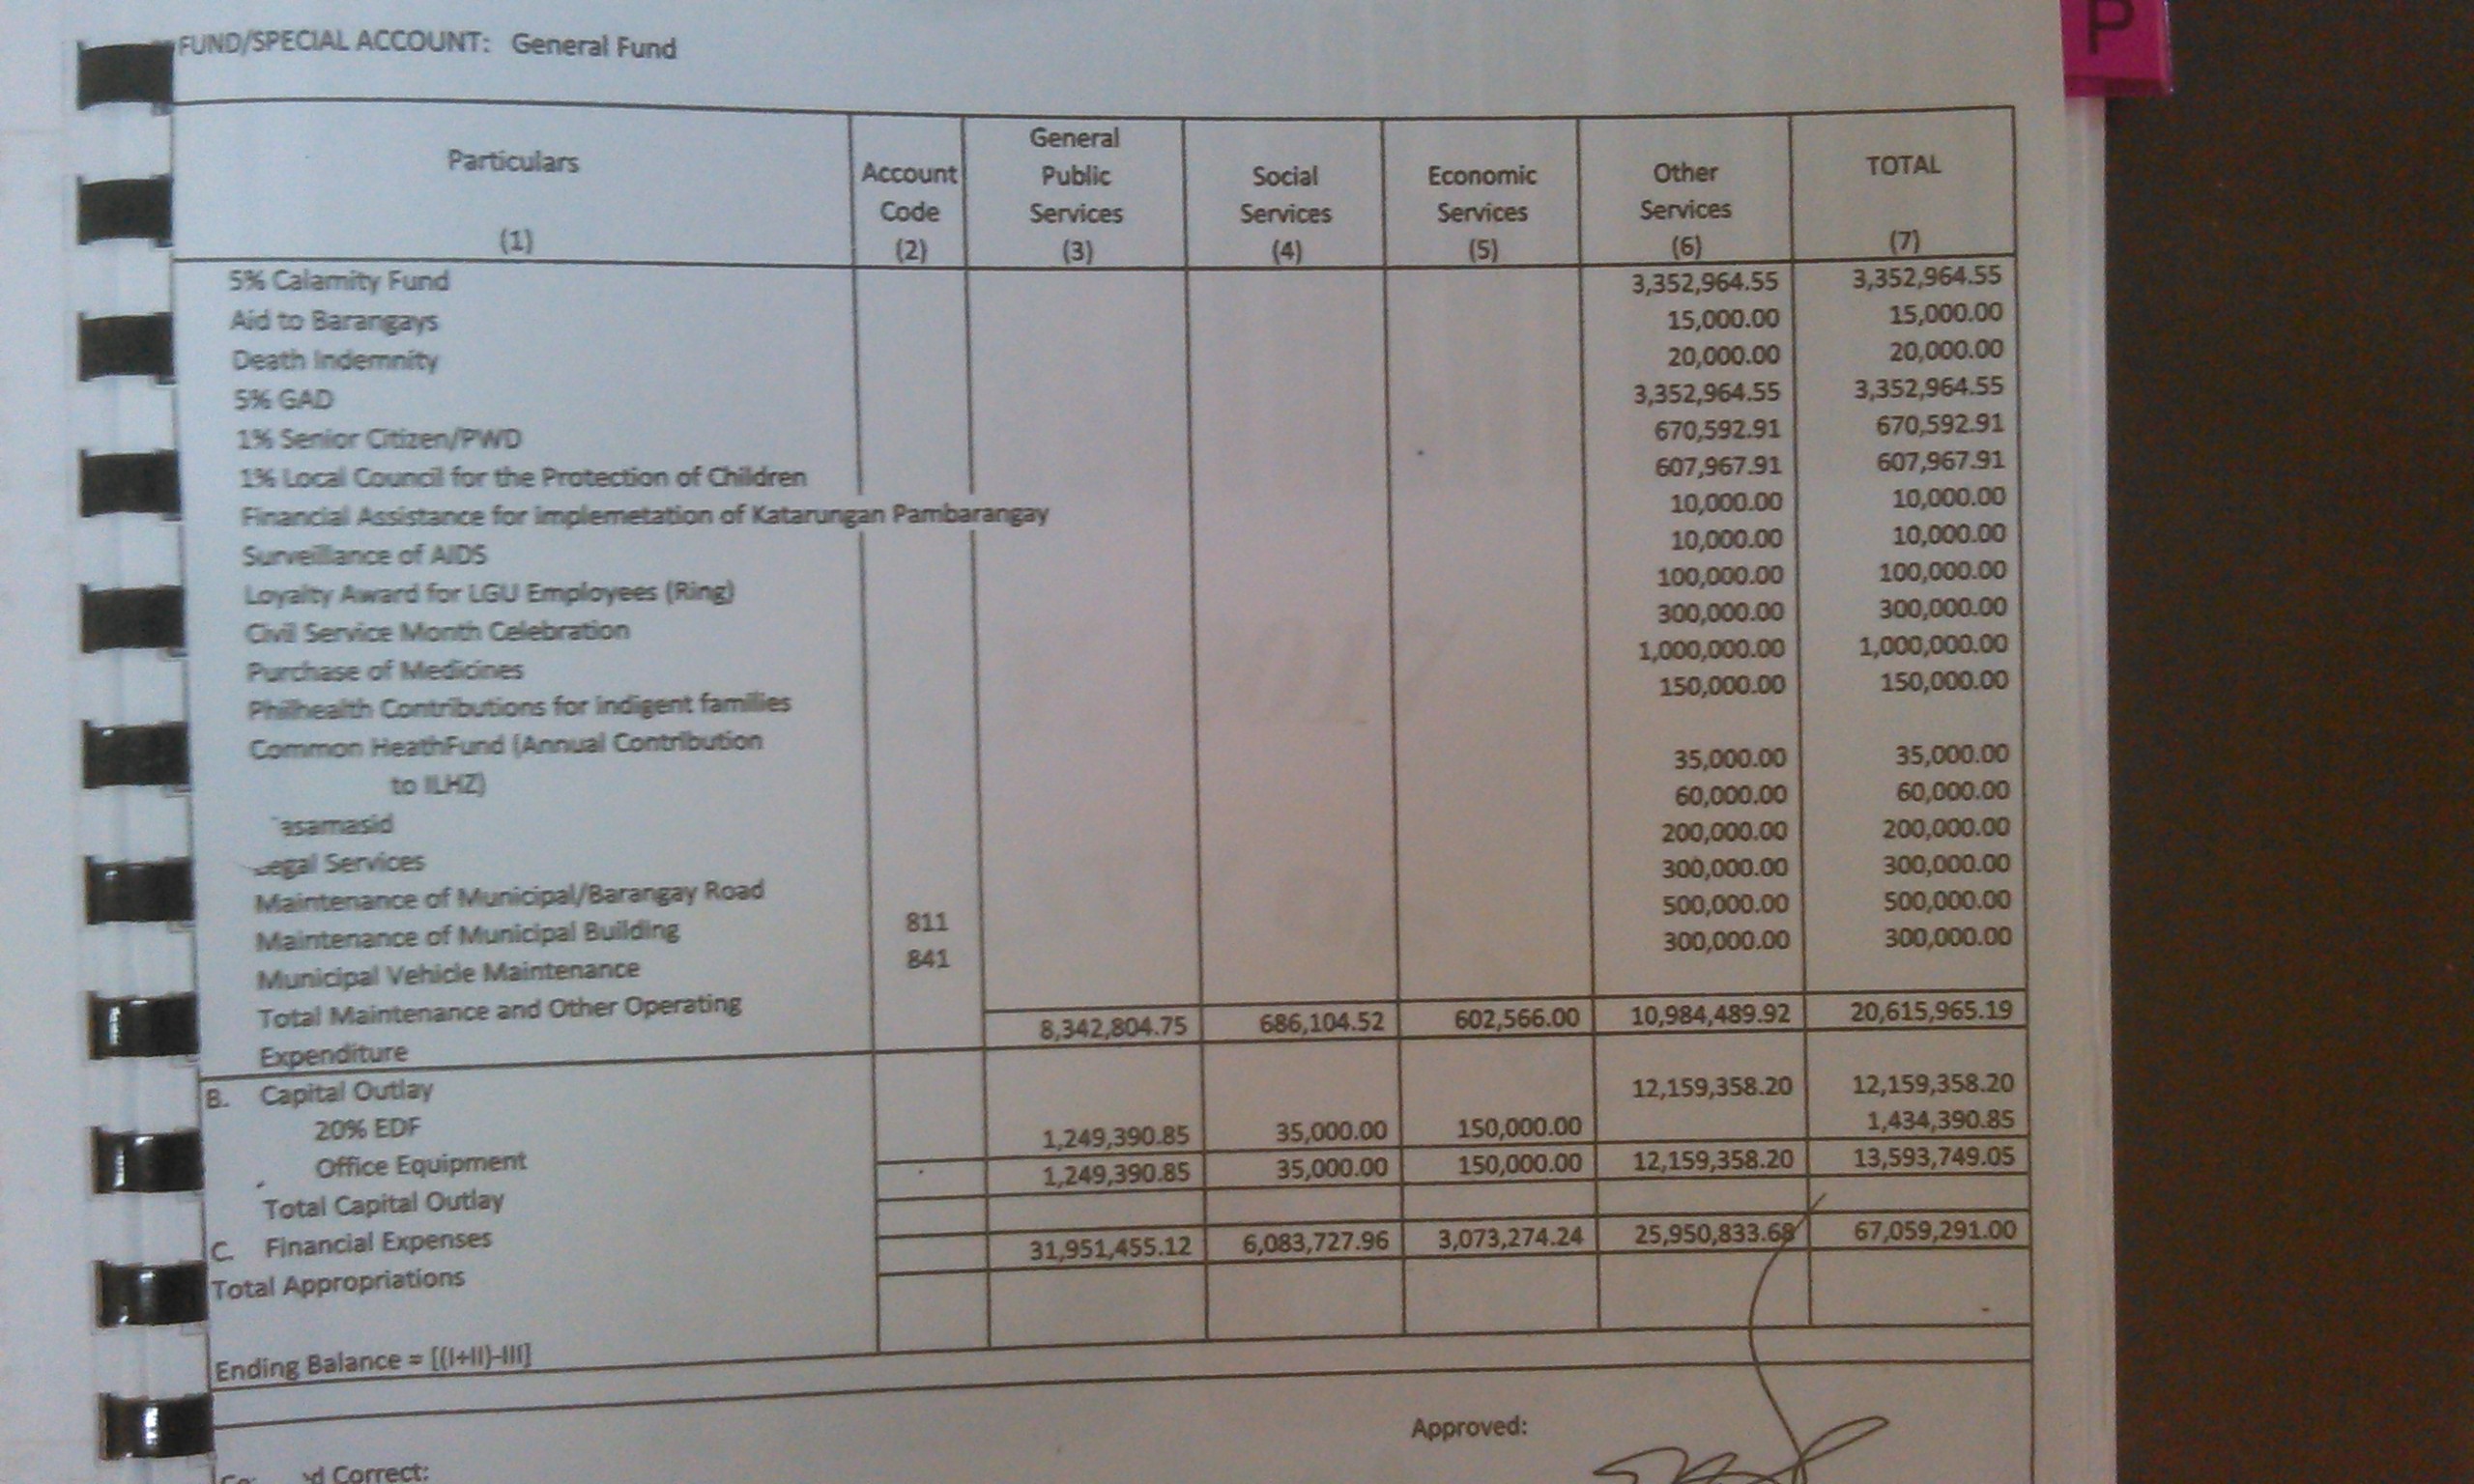 P
FUND/SPECIAL ACCOUNT: General Fund
Particulars (1) Account Code (2) General Public Services (3) Social Services (4) Economic Services (5) Other Services (6) TOTAL (7)
5% Calamity Fund 3,352,964.55 3,352,964.55
Aid to Barangays 15,000.00 15,000.00
Death Indemnity 20,000.00 20,000.00
5% GAD 3,352,964.55 3,352,964.55
1% Senior Citizen/PWD 670,592.91 670,592.91
1% Local Council for the Protection of Children 607,967.91 607,967.91
Financial Assistance for implemetation of Katarungan Pambarangay 10,000.00 10,000.00
Surveillance of AIDS 10,000.00 10,000.00
Loyalty Award for LGU Employees (Ring) 100,000.00 100,000.00
Civil Service Month Celebration 300,000.00 300,000.00
Purchase of Medicines 1,000,000.00 1,000,000.00
Philhealth Contributions for indigent families 150,000.00 150,000.00
Common HeathFund (Annual Contribution
to ILHZ) 35,000.00 35,000.00
asamasid 60,000.00 60,000.00
Legal Services 200,000.00 200,000.00
Maintenance of Municipal/Barangay Road 300,000.00 300,000.00
Maintenance of Municipal Building 811 500,000.00 500,000.00
Municipal Vehicle Maintenance 841 300,000.00 300,000.00
Total Maintenance and Other Operating
Expenditure 8,342,804.75 686,104.52 602,566.00 10,984,489.92 20,615,965.19
B. Capital Outlay
20% EDF 12,159,358.20 12,159,358.20
Office Equipment 1,249,390.85 35,000.00 150,000.00 1,434,390.85
Total Capital Outlay 1,249,390.85 35,000.00 150,000.00 12,159,358.20 13,593,749.05
C. Financial Expenses
Total Appropriations 31,951,455.12 6,083,727.96 3,073,274.24 25,950,833.68 67,059,291.00
Ending Balance = [(I+II)-III] -
Approved:
d Correct: